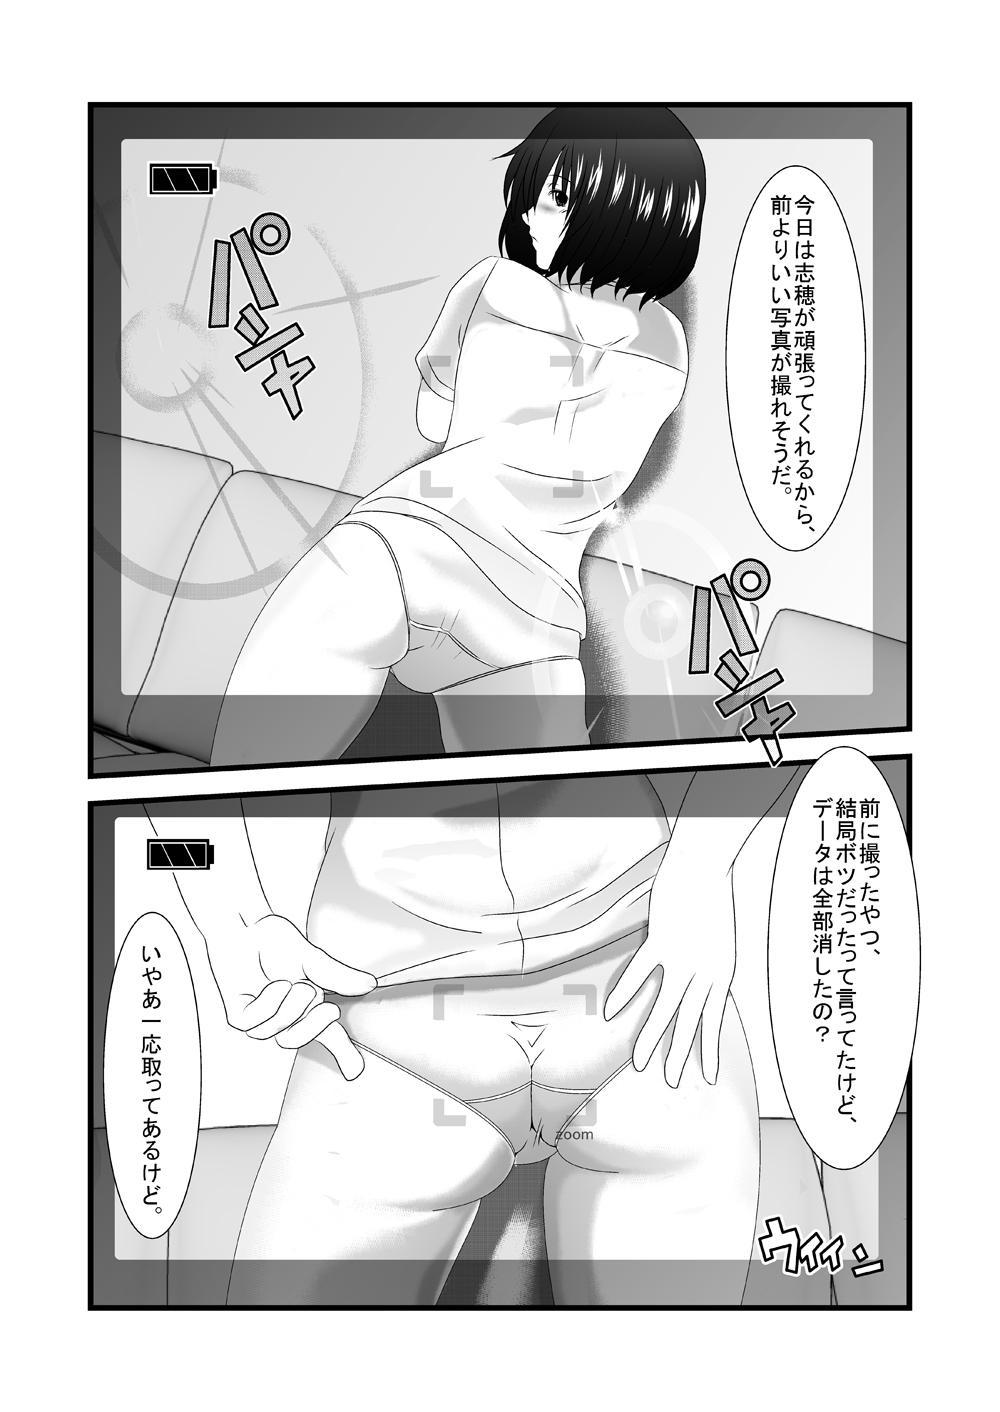 今日は志穂が頑張ってくれるから、
前よりいい写真が撮れそうだ。
パシャ
パシャ
前に撮ったやつ、
結局ボツだったって言ってたけど、
データは全部消したの？
いやあ一応取ってあるけど。
zoom
ウィィィン